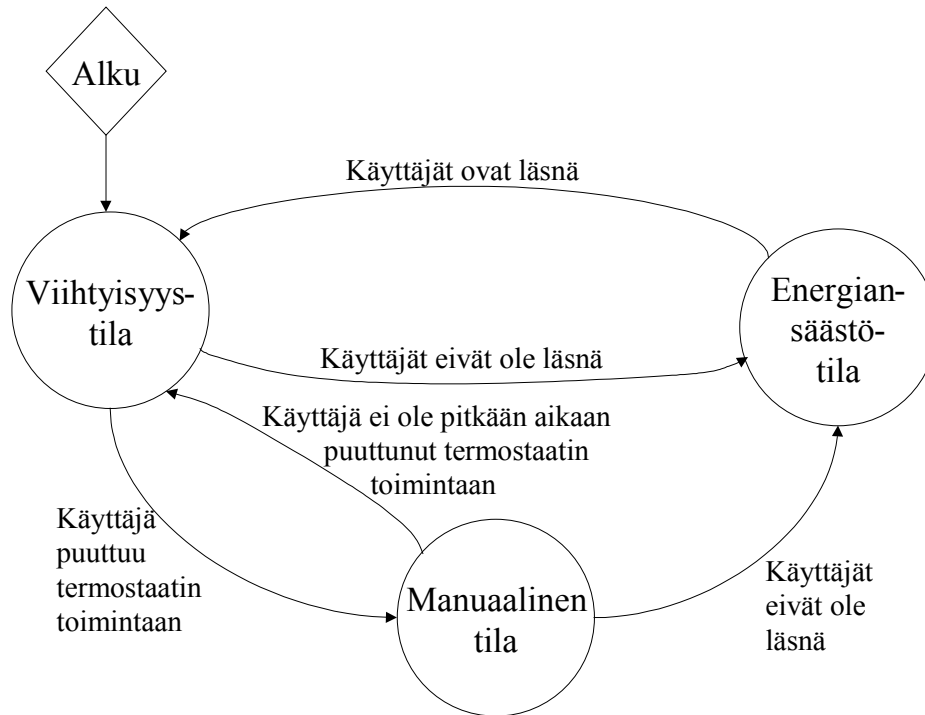 Alku
Käyttäjät ovat läsnä
Viihtyisyys-
tila
Energian-
säästö-
tila
Käyttäjät eivät ole läsnä
Käyttäjä ei ole pitkään aikaan
puuttunut termostaatin
toimintaan
Käyttäjä
puuttuu
termostaatin
toimintaan
Manuaalinen
tila
Käyttäjät
eivät ole
läsnä